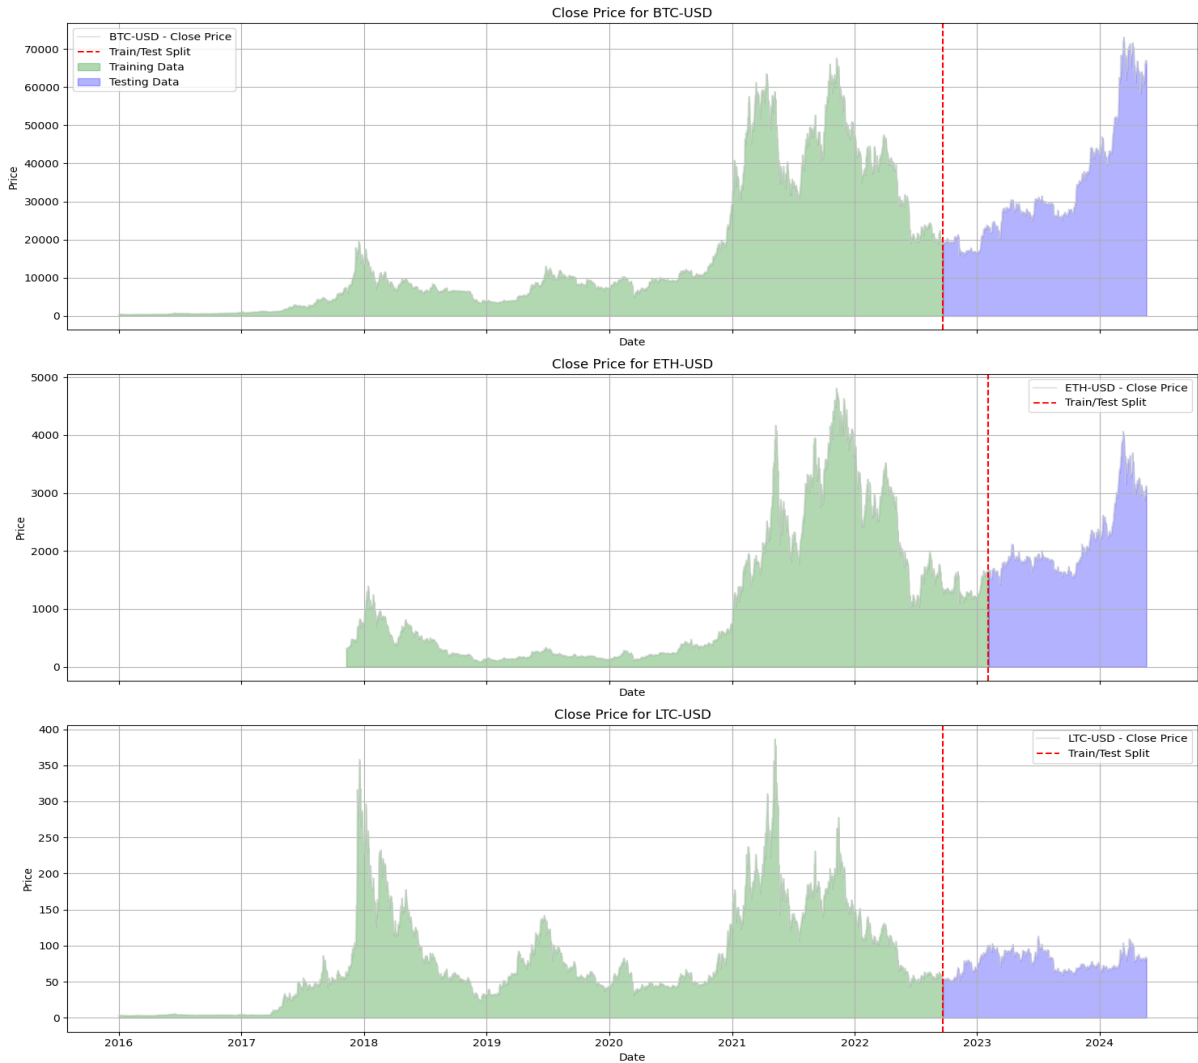 Close Price for BTC-USD
BTC-USD - Close Price
Train/Test Split
Training Data
Testing Data
Price
70000
60000
50000
40000
30000
20000
10000
0
Date
Close Price for ETH-USD
ETH-USD - Close Price
Train/Test Split
Price
5000
4000
3000
2000
1000
0
Date
Close Price for LTC-USD
LTC-USD - Close Price
Train/Test Split
Price
400
350
300
250
200
150
100
50
0
2016 2017 2018 2019 2020 2021 2022 2023 2024
Date